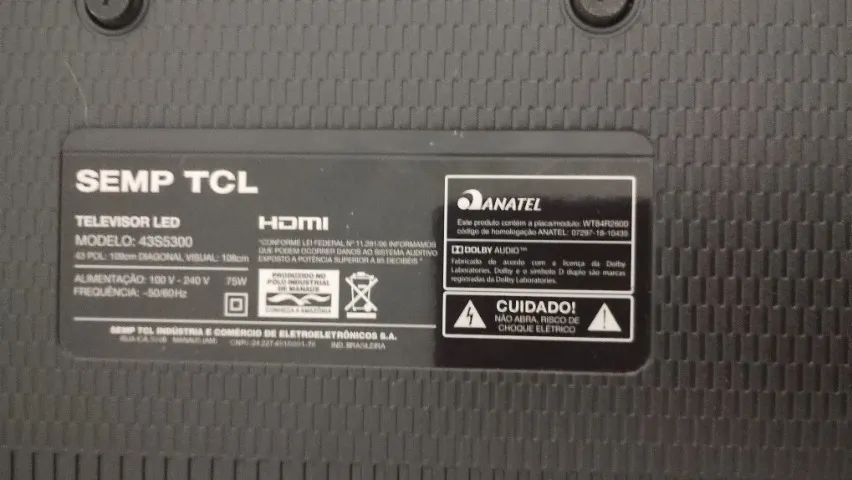 SEMP TCL
TELEVISOR LED
MODELO: 43S5300
43 POL: 109cm DIAGONAL VISUAL: 108cm
ALIMENTAÇÃO: 100 V - 240 V 75W
FREQUÊNCIA: ~50/60Hz
HDMI
"CONFORME LEI FEDERAL Nº 11.291/06 INFORMAMOS
QUE PODEM OCORRER DANOS AO SISTEMA AUDITIVO
EXPOSTO A POTÊNCIA SUPERIOR A 85 DECIBÉIS"
PRODUZIDO NO
PÓLO INDUSTRIAL
DE MANAUS
CONHEÇA A AMAZÔNIA
SEMP TCL INDÚSTRIA E COMÉRCIO DE ELETROELETRÔNICOS S.A.
MANAUS (AM) IND. BRASILEIRA
ANATEL
Este produto contém a placa/módulo: WT84R2600
código de homologação ANATEL: 07297-18-10439
DOLBY AUDIO™
Fabricado de acordo com a licença da Dolby
Laboratories. Dolby e o símbolo D duplo são marcas
registradas da Dolby Laboratories.
CUIDADO!
NÃO ABRA, RISCO DE
CHOQUE ELÉTRICO